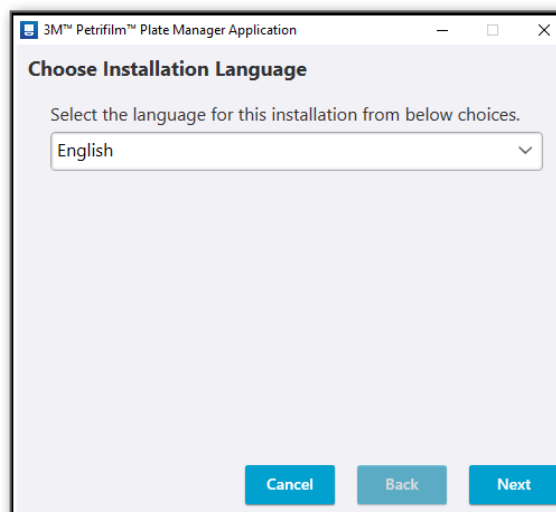 3M™ Petrifilm™ Plate Manager Application
Choose Installation Language
Select the language for this installation from below choices.
English
Cancel Back Next